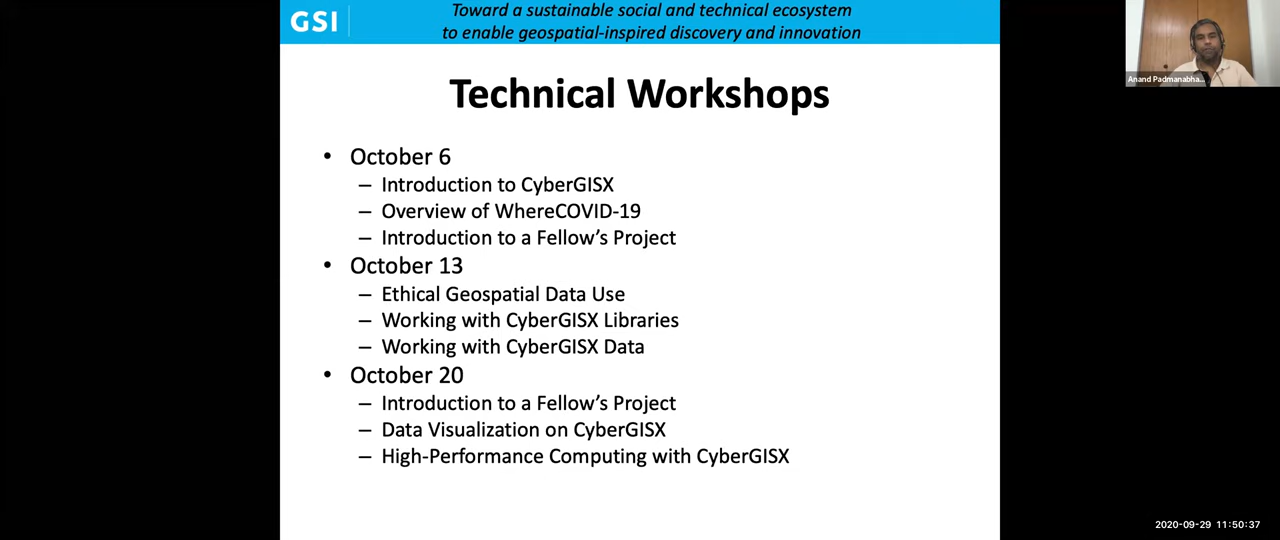 GSI
Toward a sustainable social and technical ecosystem
to enable geospatial-inspired discovery and innovation
Anand Padmanabha...
Technical Workshops
• October 6
– Introduction to CyberGISX
– Overview of WhereCOVID-19
– Introduction to a Fellow's Project
• October 13
– Ethical Geospatial Data Use
– Working with CyberGISX Libraries
– Working with CyberGISX Data
• October 20
– Introduction to a Fellow's Project
– Data Visualization on CyberGISX
– High-Performance Computing with CyberGISX
2020-09-29 11:50:37